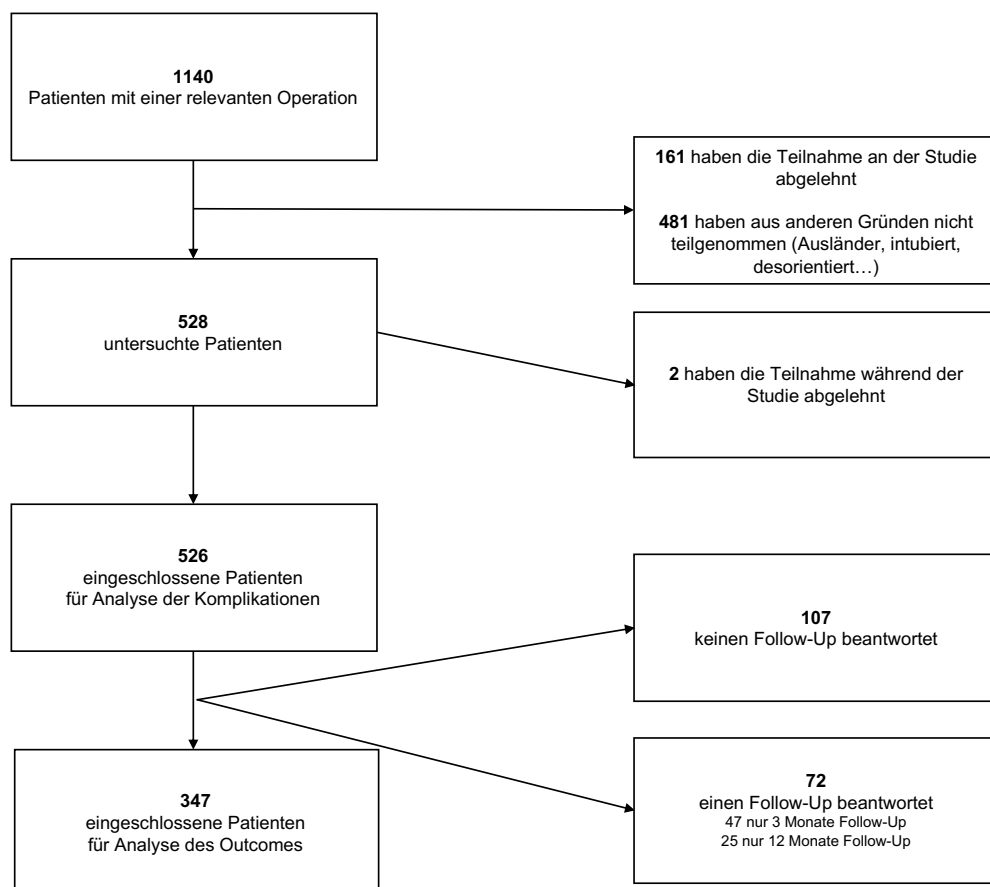 1140
Patienten mit einer relevanten Operation
161 haben die Teilnahme an der Studie
abgelehnt
481 haben aus anderen Gründen nicht
teilgenommen (Ausländer, intubiert,
desorientiert…)
528
untersuchte Patienten
2 haben die Teilnahme während der
Studie abgelehnt
526
eingeschlossene Patienten
für Analyse der Komplikationen
107
keinen Follow-Up beantwortet
72
einen Follow-Up beantwortet
47 nur 3 Monate Follow-Up
25 nur 12 Monate Follow-Up
347
eingeschlossene Patienten
für Analyse des Outcomes